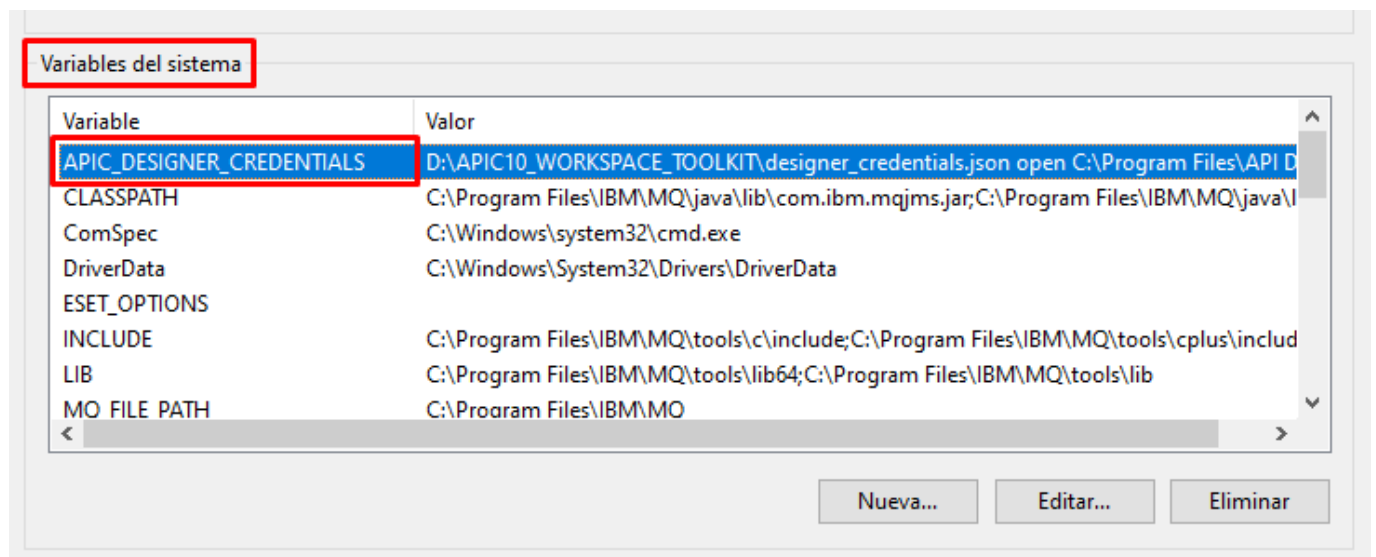 Variables del sistema
Variable Valor
APIC_DESIGNER_CREDENTIALS D:\APIC10_WORKSPACE_TOOLKIT\designer_credentials.json open C:\Program Files\API D
CLASSPATH C:\Program Files\IBM\MQ\java\lib\com.ibm.mqjms.jar;C:\Program Files\IBM\MQ\java\l
ComSpec C:\Windows\system32\cmd.exe
DriverData C:\Windows\System32\Drivers\DriverData
ESET_OPTIONS
INCLUDE C:\Program Files\IBM\MQ\tools\c\include;C:\Program Files\IBM\MQ\tools\cplus\includ
LIB C:\Program Files\IBM\MQ\tools\lib64;C:\Program Files\IBM\MQ\tools\lib
MQ_FILE_PATH C:\Program Files\IBM\MQ
Nueva... Editar... Eliminar